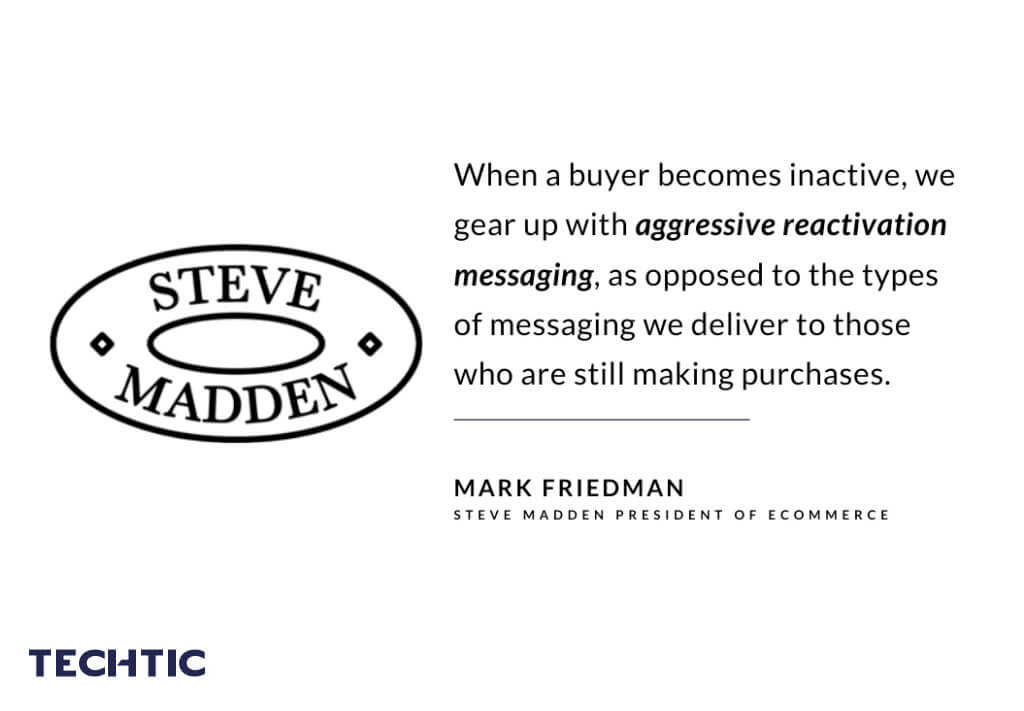 STEVE
MADDEN
When a buyer becomes inactive, we
gear up with aggressive reactivation
messaging, as opposed to the types
of messaging we deliver to those
who are still making purchases.
MARK FRIEDMAN
STEVE MADDEN PRESIDENT OF ECOMMERCE
TECHTIC